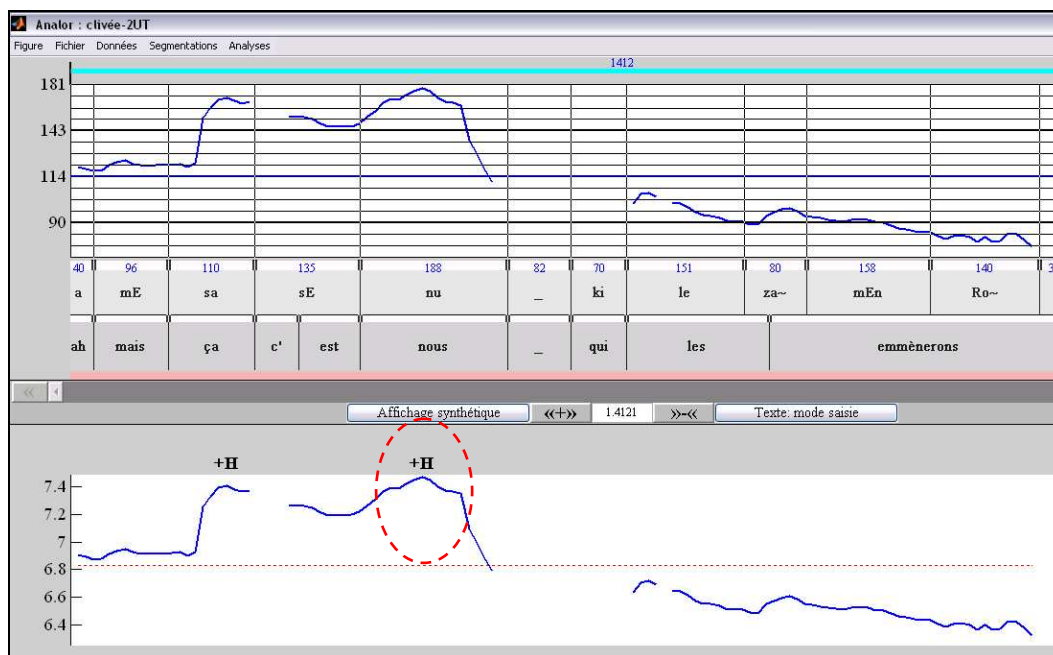 Analor : clivée-2UT
Figure Fichier Données Segmentations Analyses
1412
181
143
114
90
40 96 110 135 188 82 70 151 80 158 140 3
a mE sa sE nu _ ki le za~ mEn Ro~
ah mais ça c' est nous _ qui les emmènerons
«
Affichage synthétique «+» 1.4121 »-« Texte: mode saisie
+H +H
7.4
7.2
7
6.8
6.6
6.4